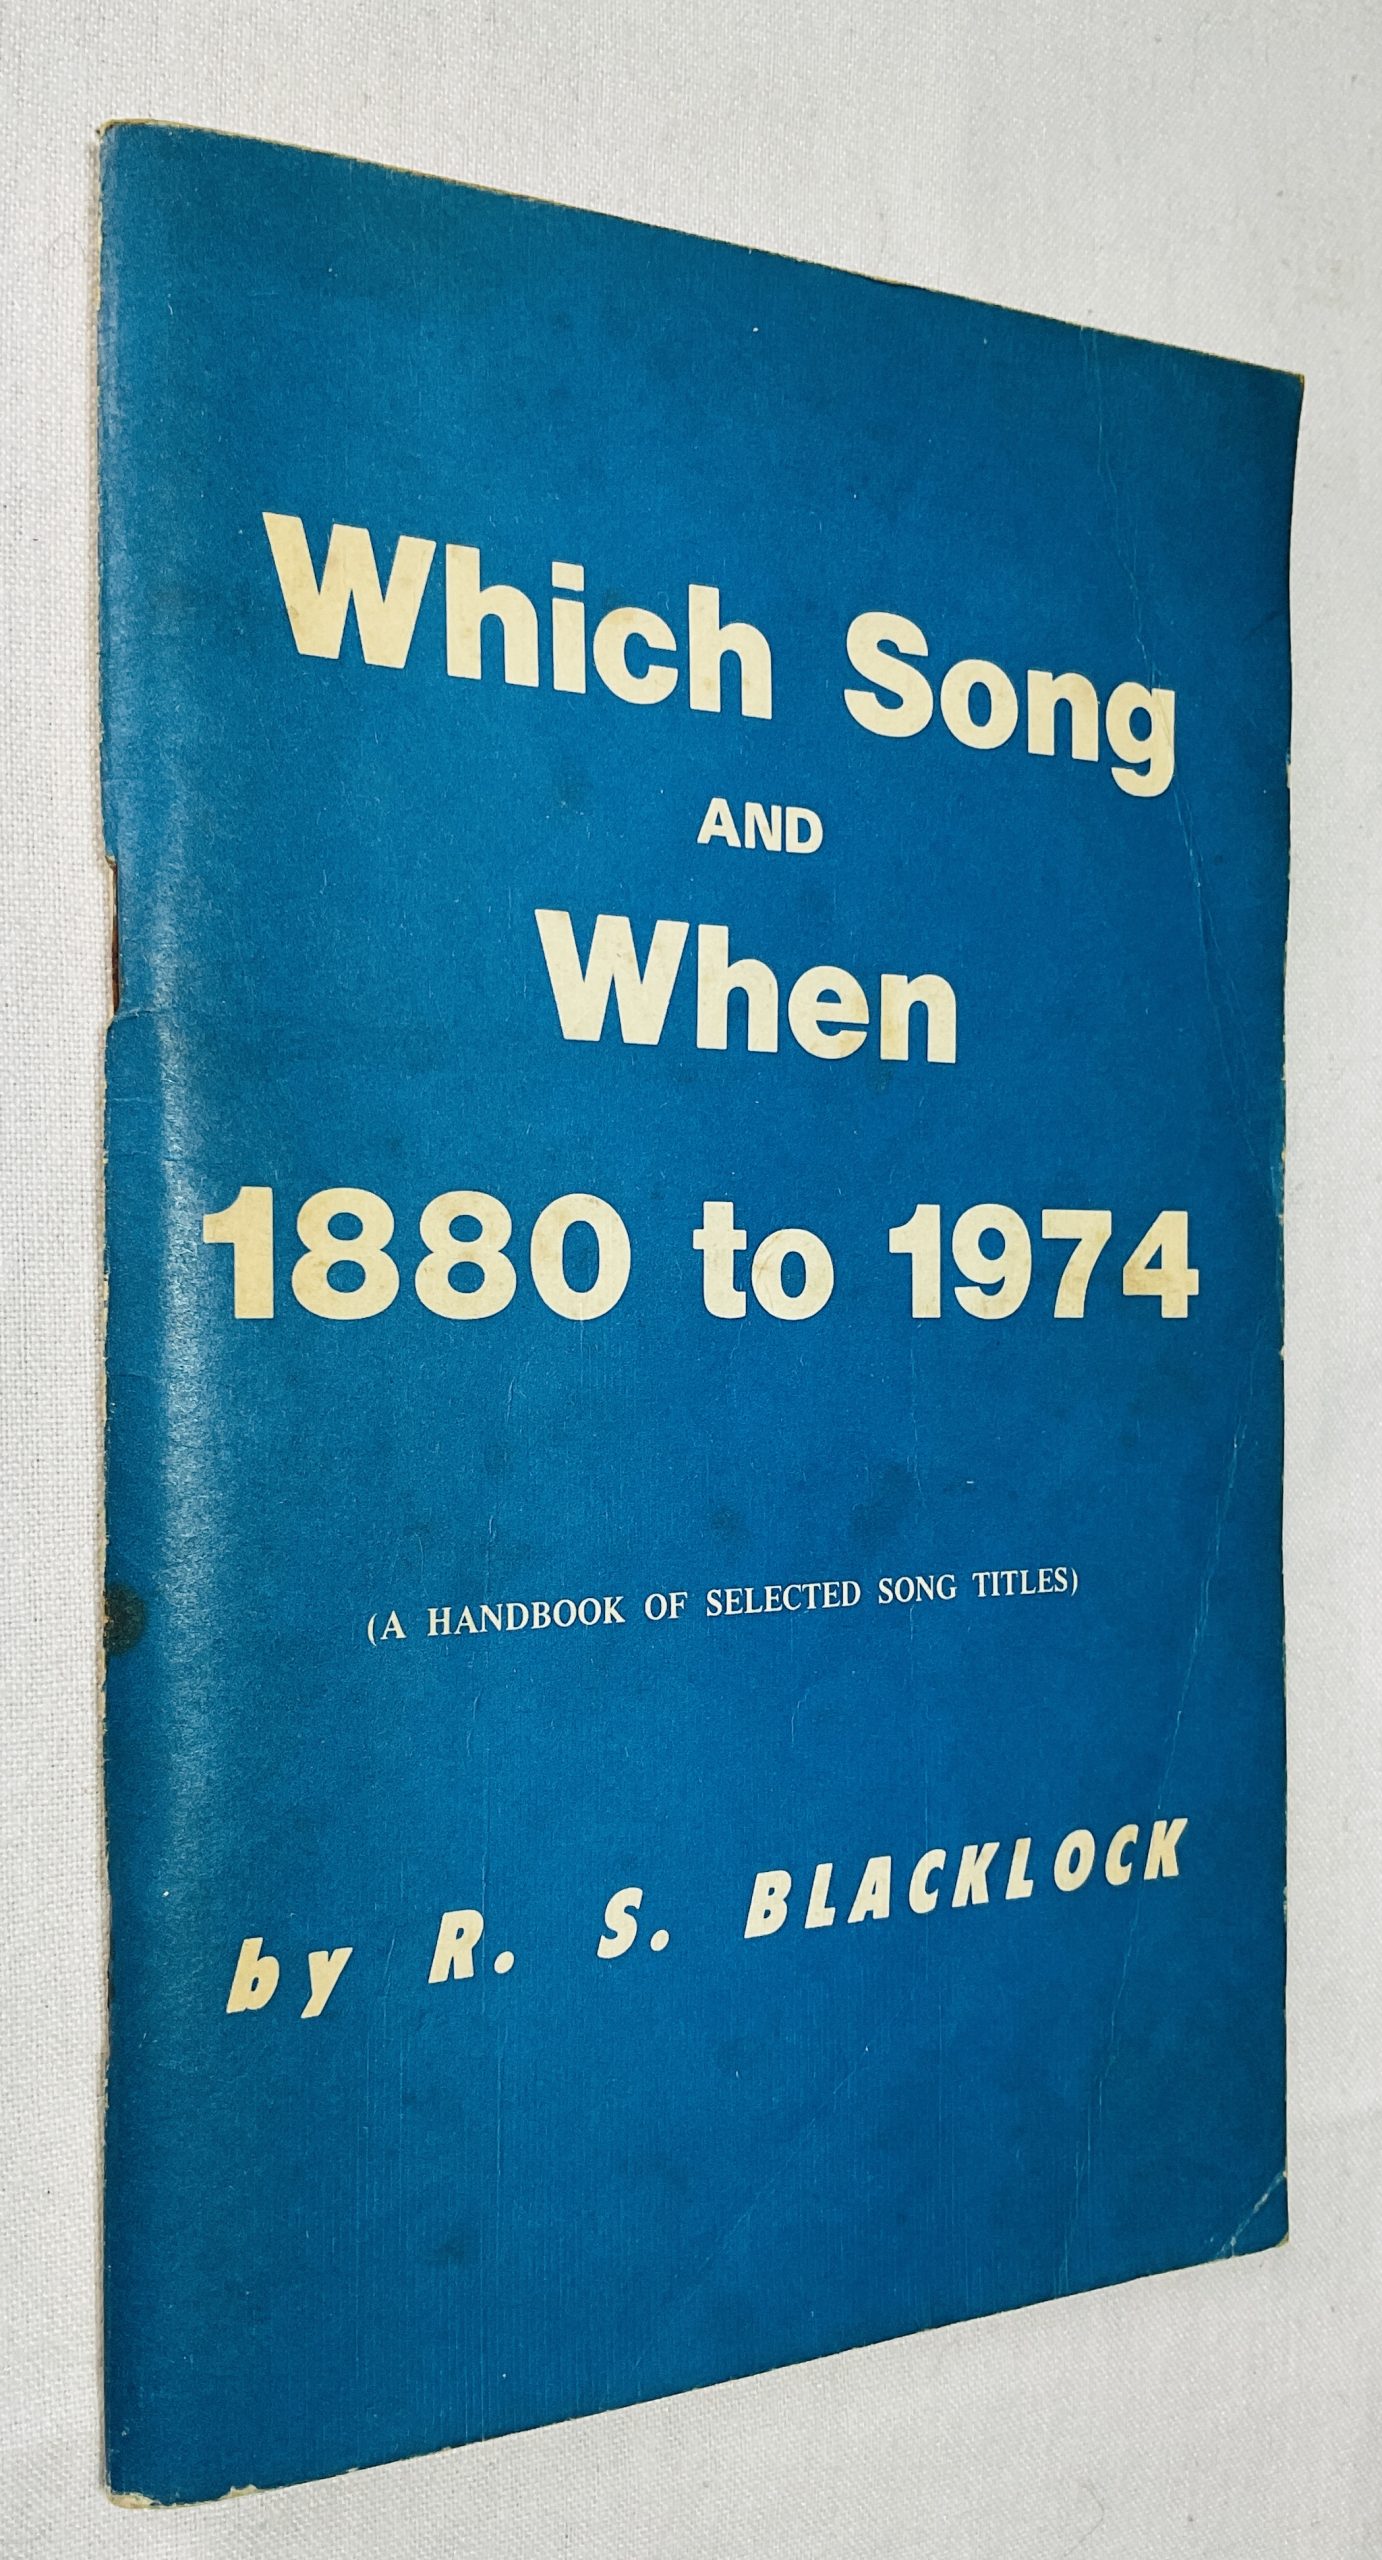 Which Song
AND
When
1880 to 1974
(A HANDBOOK OF SELECTED SONG TITLES)
by R. S. BLACKLOCK